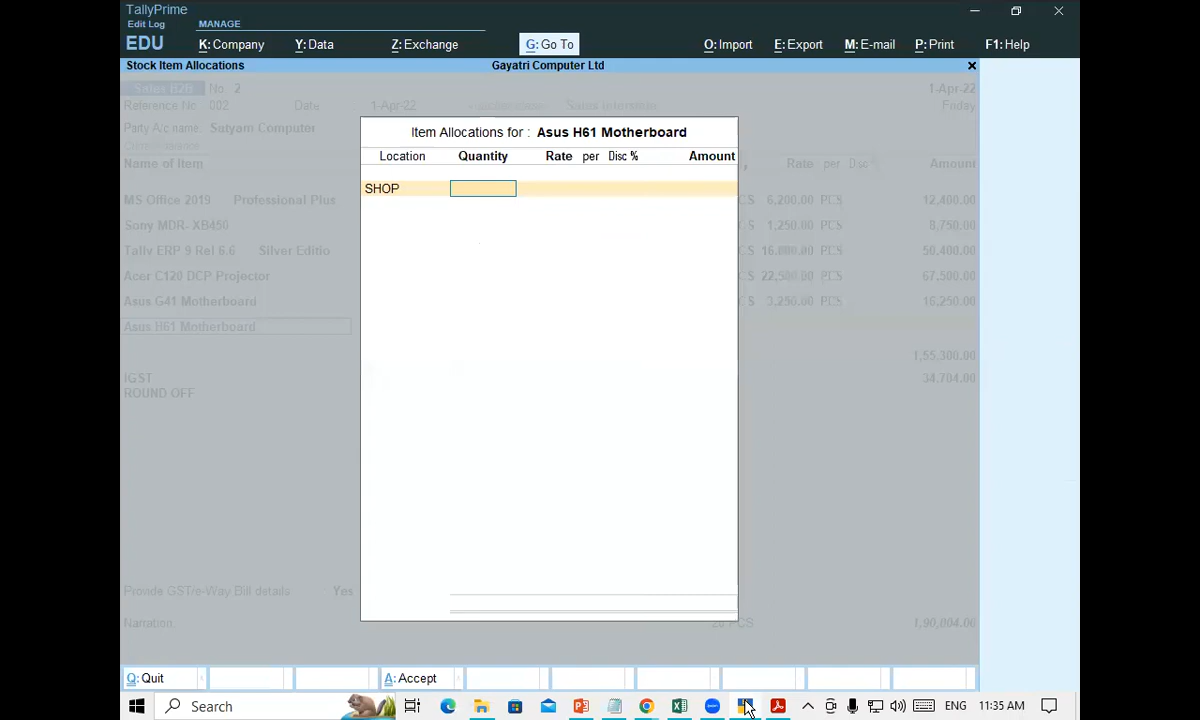 TallyPrime
Edit Log
MANAGE
EDU
K: Company
Y: Data
Z: Exchange
G: Go To
O: Import
E: Export
M: E-mail
P: Print
F1: Help
Stock Item Allocations
Gayatri Computer Ltd
No. 2
1-Apr-22
Reference No 002
Date
1-Apr-22
Friday
Party A/c name: Sutyam Computer
Item Allocations for : Asus H61 Motherboard
Location Quantity Rate per Disc % Amount
SHOP
Name of Item
Rate per Disc % Amount
MS Office 2019 Professional Plus
6,200.00 PCS 12,400.00
Sony MDR- XB450
1,250.00 PCS 8,750.00
Tally ERP 9 Rel 6.6 Silver Editio
PCS 50,400.00
Acer C120 DCP Projector
22,500.00 PCS 67,500.00
Asus G41 Motherboard
3,250.00 PCS 16,250.00
Asus H61 Motherboard
1,55,300.00
IGST
34,704.00
ROUND OFF
Provide GST/e-Way Bill details Yes
Narration
PCS
1,90,004.00
Q: Quit
A: Accept
Search
ENG
11:35 AM